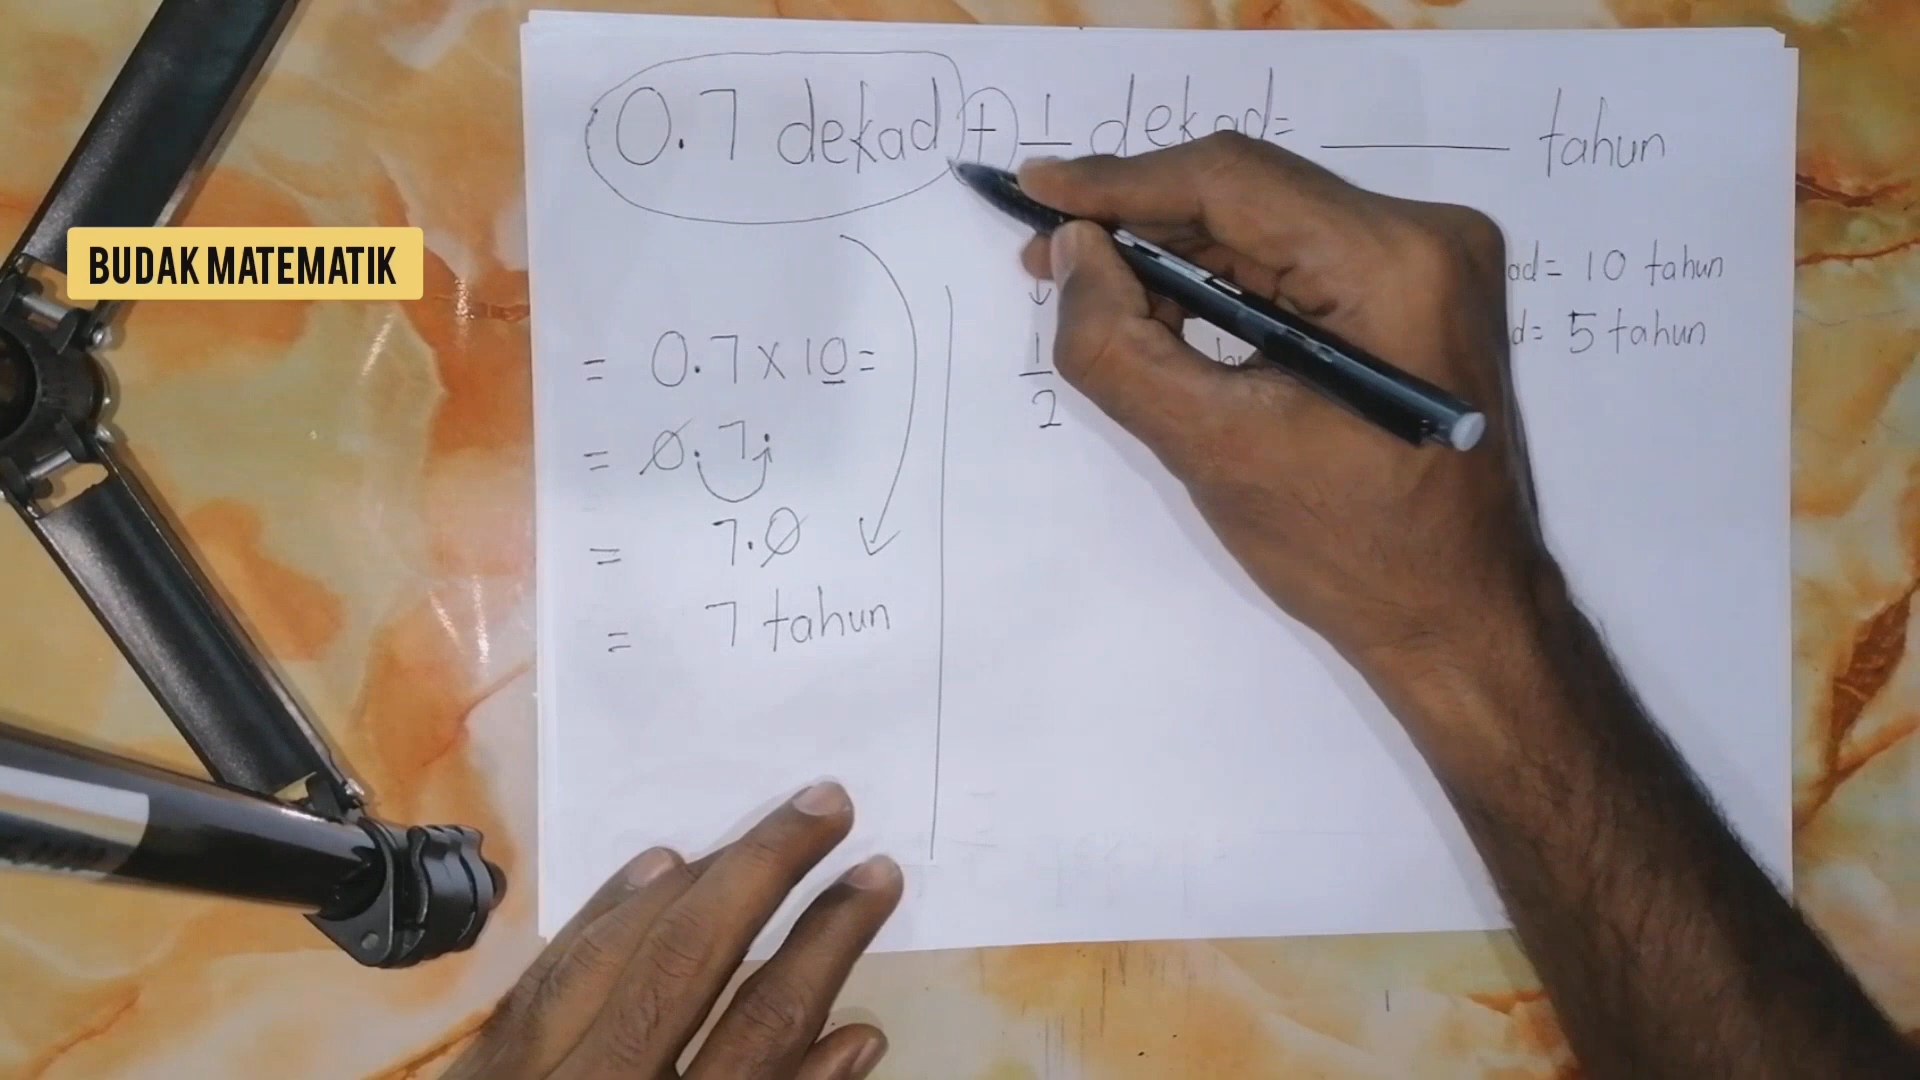 0.7 dekad + 1 dekad = ______ tahun
BUDAK MATEMATIK
ad = 10 tahun
d = 5 tahun
= 0.7 x 10 =
= 0.7.
= 7.0
= 7 tahun
1
2